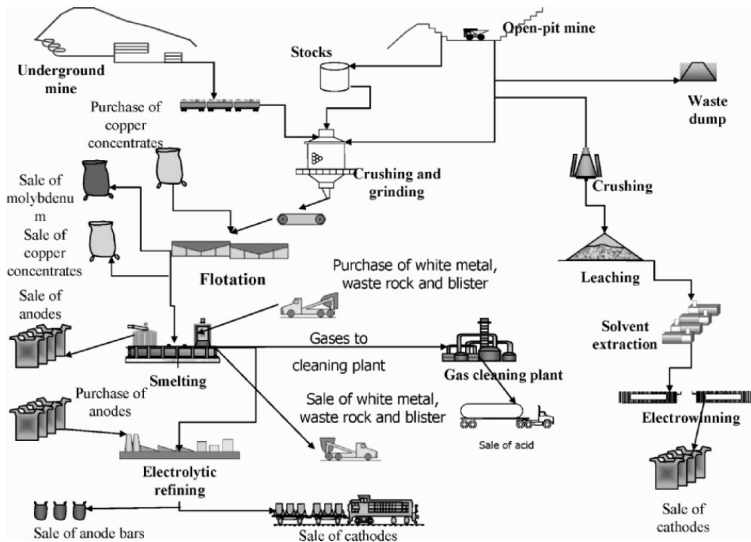 Open-pit mine
Stocks
Underground
mine
Purchase of
copper
concentrates
Waste
dump
Crushing and
grinding
Crushing
Sale of
molybdenu
m
Sale of
copper
concentrates
Flotation
Leaching
Purchase of white metal,
waste rock and blister
Sale of
anodes
Solvent
extraction
Gases to
cleaning plant
Smelting
Gas cleaning plant
Purchase of
anodes
Sale of white metal,
waste rock and blister
Electrowinning
Sale of acid
Electrolytic
refining
Sale of
cathodes
Sale of anode bars
Sale of cathodes